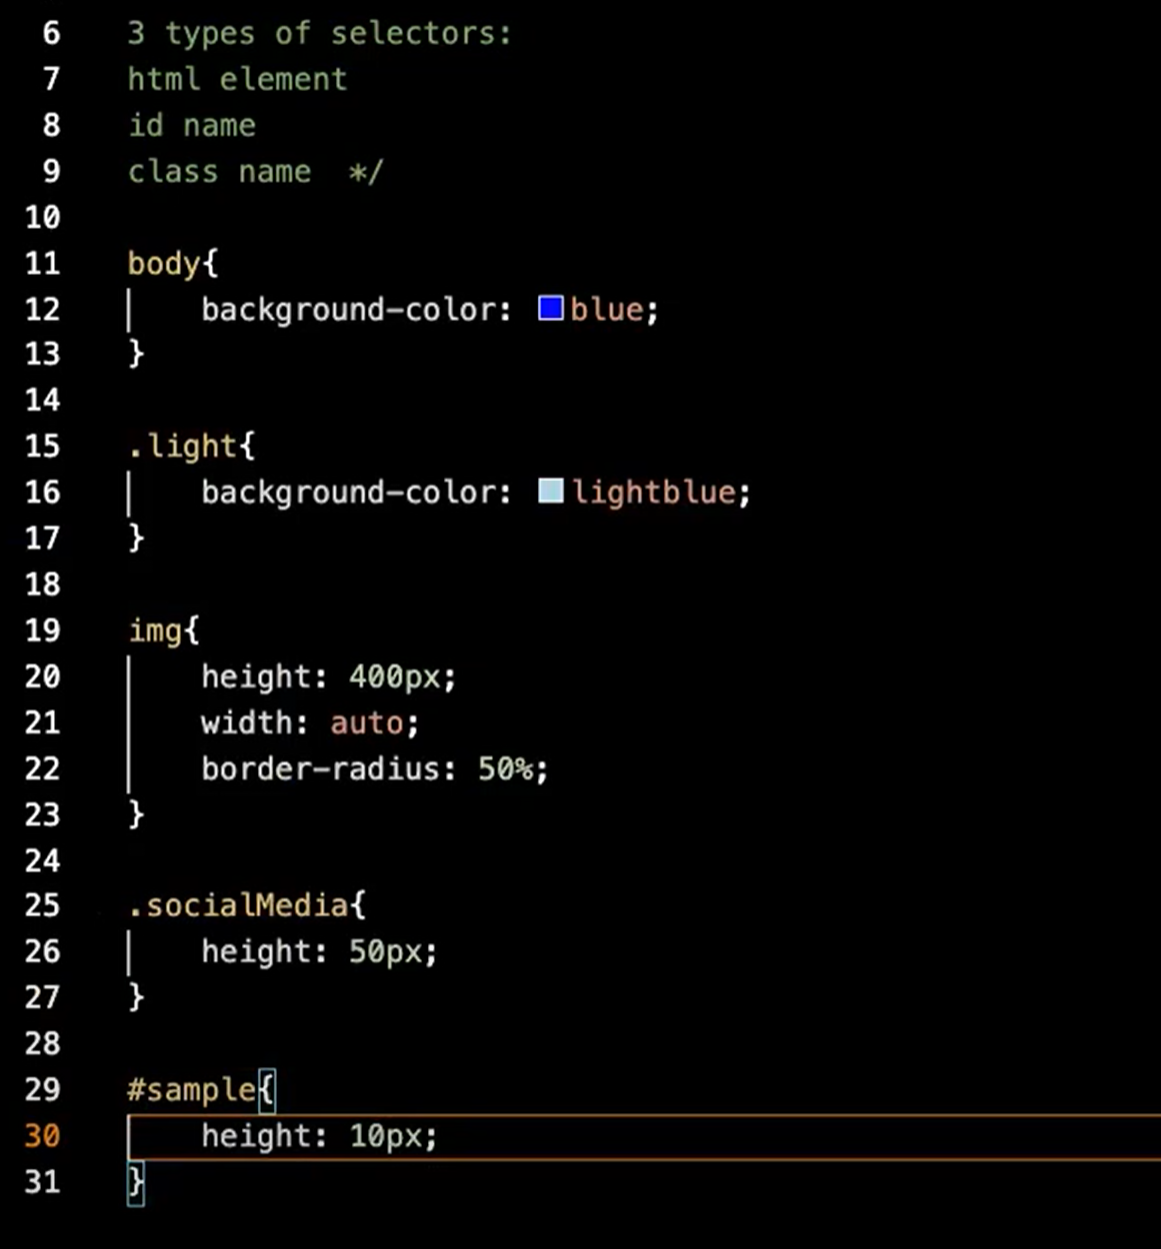 6 3 types of selectors:
7 html element
8 id name
9 class name  */
10
11 body{
12     background-color: blue;
13 }
14
15 .light{
16     background-color: lightblue;
17 }
18
19 img{
20     height: 400px;
21     width: auto;
22     border-radius: 50%;
23 }
24
25 .socialMedia{
26     height: 50px;
27 }
28
29 #sample{
30     height: 10px;
31 }